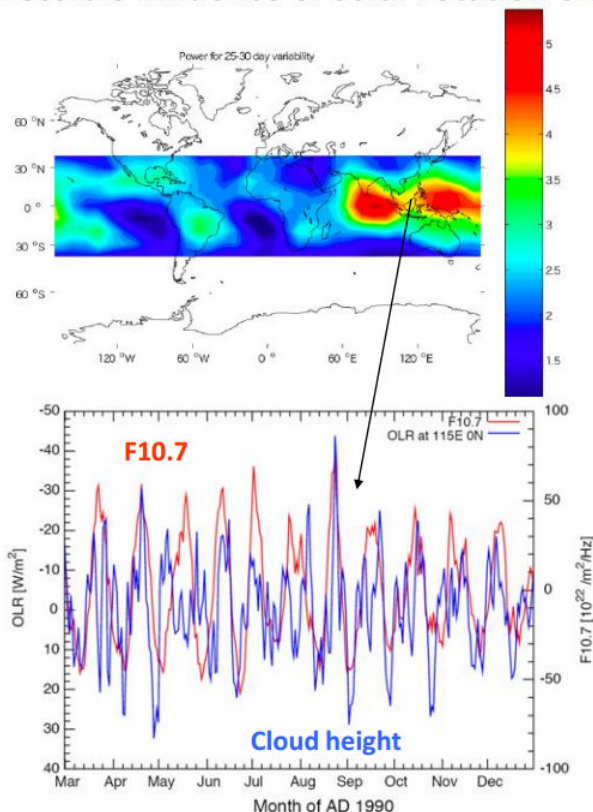 Power for 25-30 day variability
60 °N
30 °N
0 °
30 °S
60 °S
120 °W
60 °W
0 °
60 °E
120 °E
5
4.5
4
3.5
3
2.5
2
1.5
F10.7
F10.7
OLR at 115E 0N
Cloud height
OLR [W/m²]
-50
-40
-30
-20
-10
0
10
20
30
40
F10.7 [10²² /m²/Hz]
100
50
0
-50
-100
Mar Apr May Jun Jul Aug Sep Oct Nov Dec
Month of AD 1990